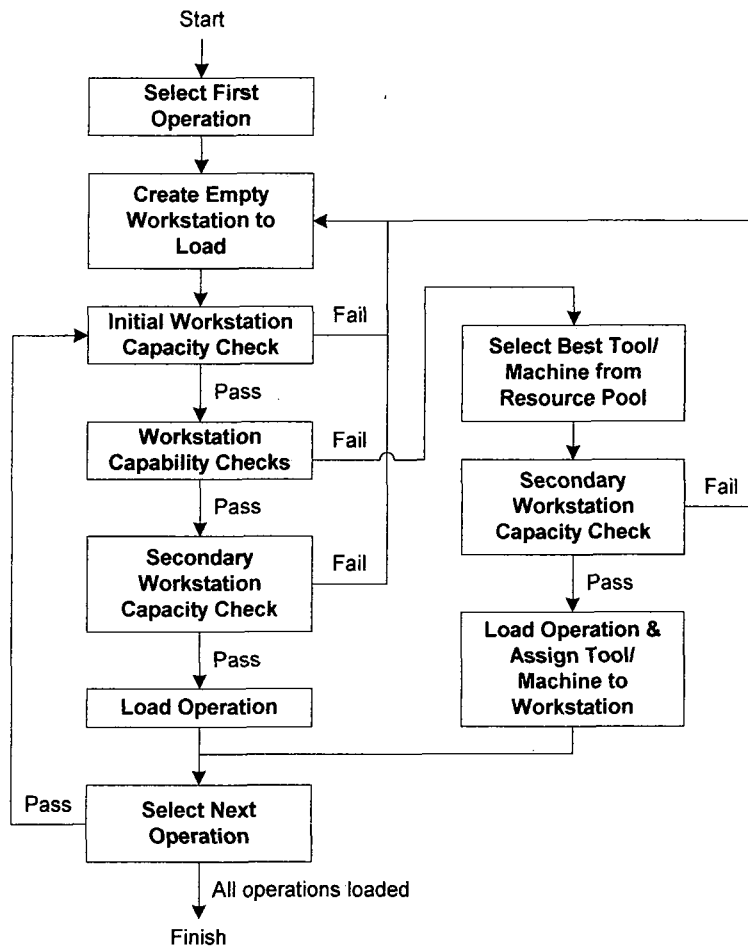 Start
Select First
Operation
Create Empty
Workstation to
Load
Initial Workstation
Capacity Check
Fail
Pass
Workstation
Capability Checks
Fail
Pass
Secondary
Workstation
Capacity Check
Fail
Pass
Load Operation
Select Best Tool/
Machine from
Resource Pool
Secondary
Workstation
Capacity Check
Fail
Pass
Load Operation &
Assign Tool/
Machine to
Workstation
Pass
Select Next
Operation
All operations loaded
Finish